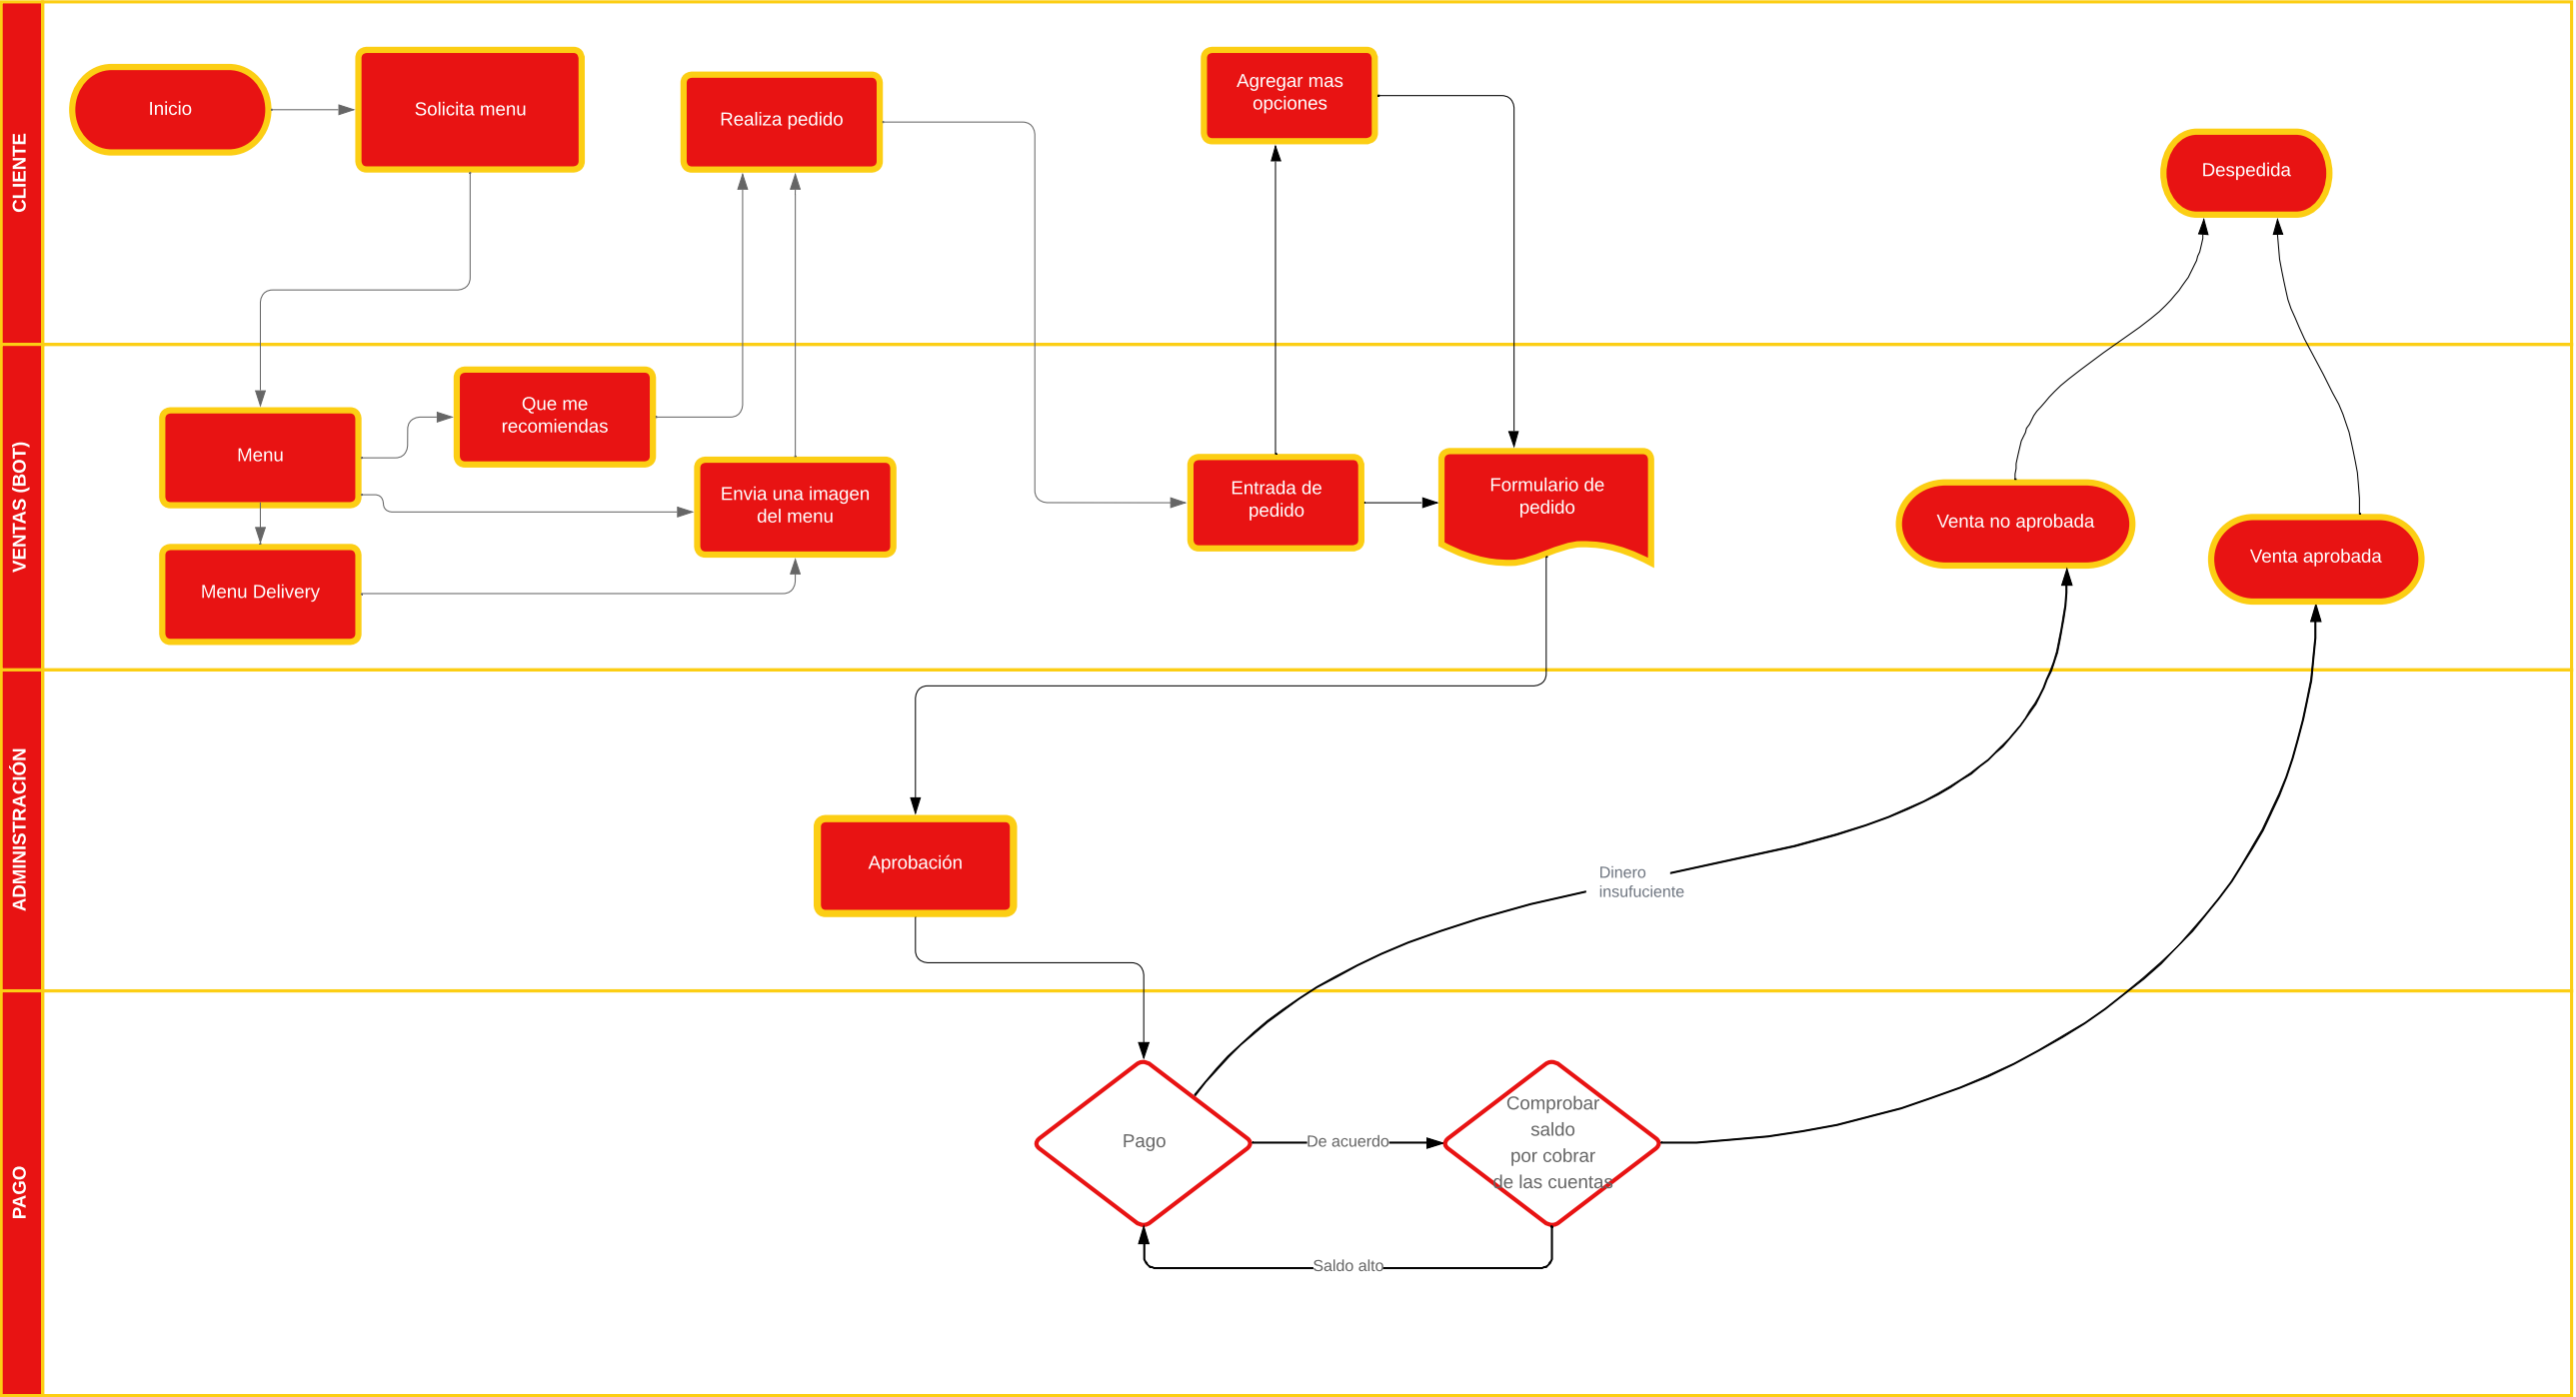 CLIENTE
Inicio
Solicita menu
Realiza pedido
Agregar mas
opciones
Despedida
VENTAS (BOT)
Menu
Que me
recomiendas
Envia una imagen
del menu
Menu Delivery
Entrada de
pedido
Formulario de
pedido
Venta no aprobada
Venta aprobada
ADMINISTRACIÓN
Aprobación
Dinero
insufuciente
PAGO
Pago
De acuerdo
Comprobar
saldo
por cobrar
de las cuentas
Saldo alto